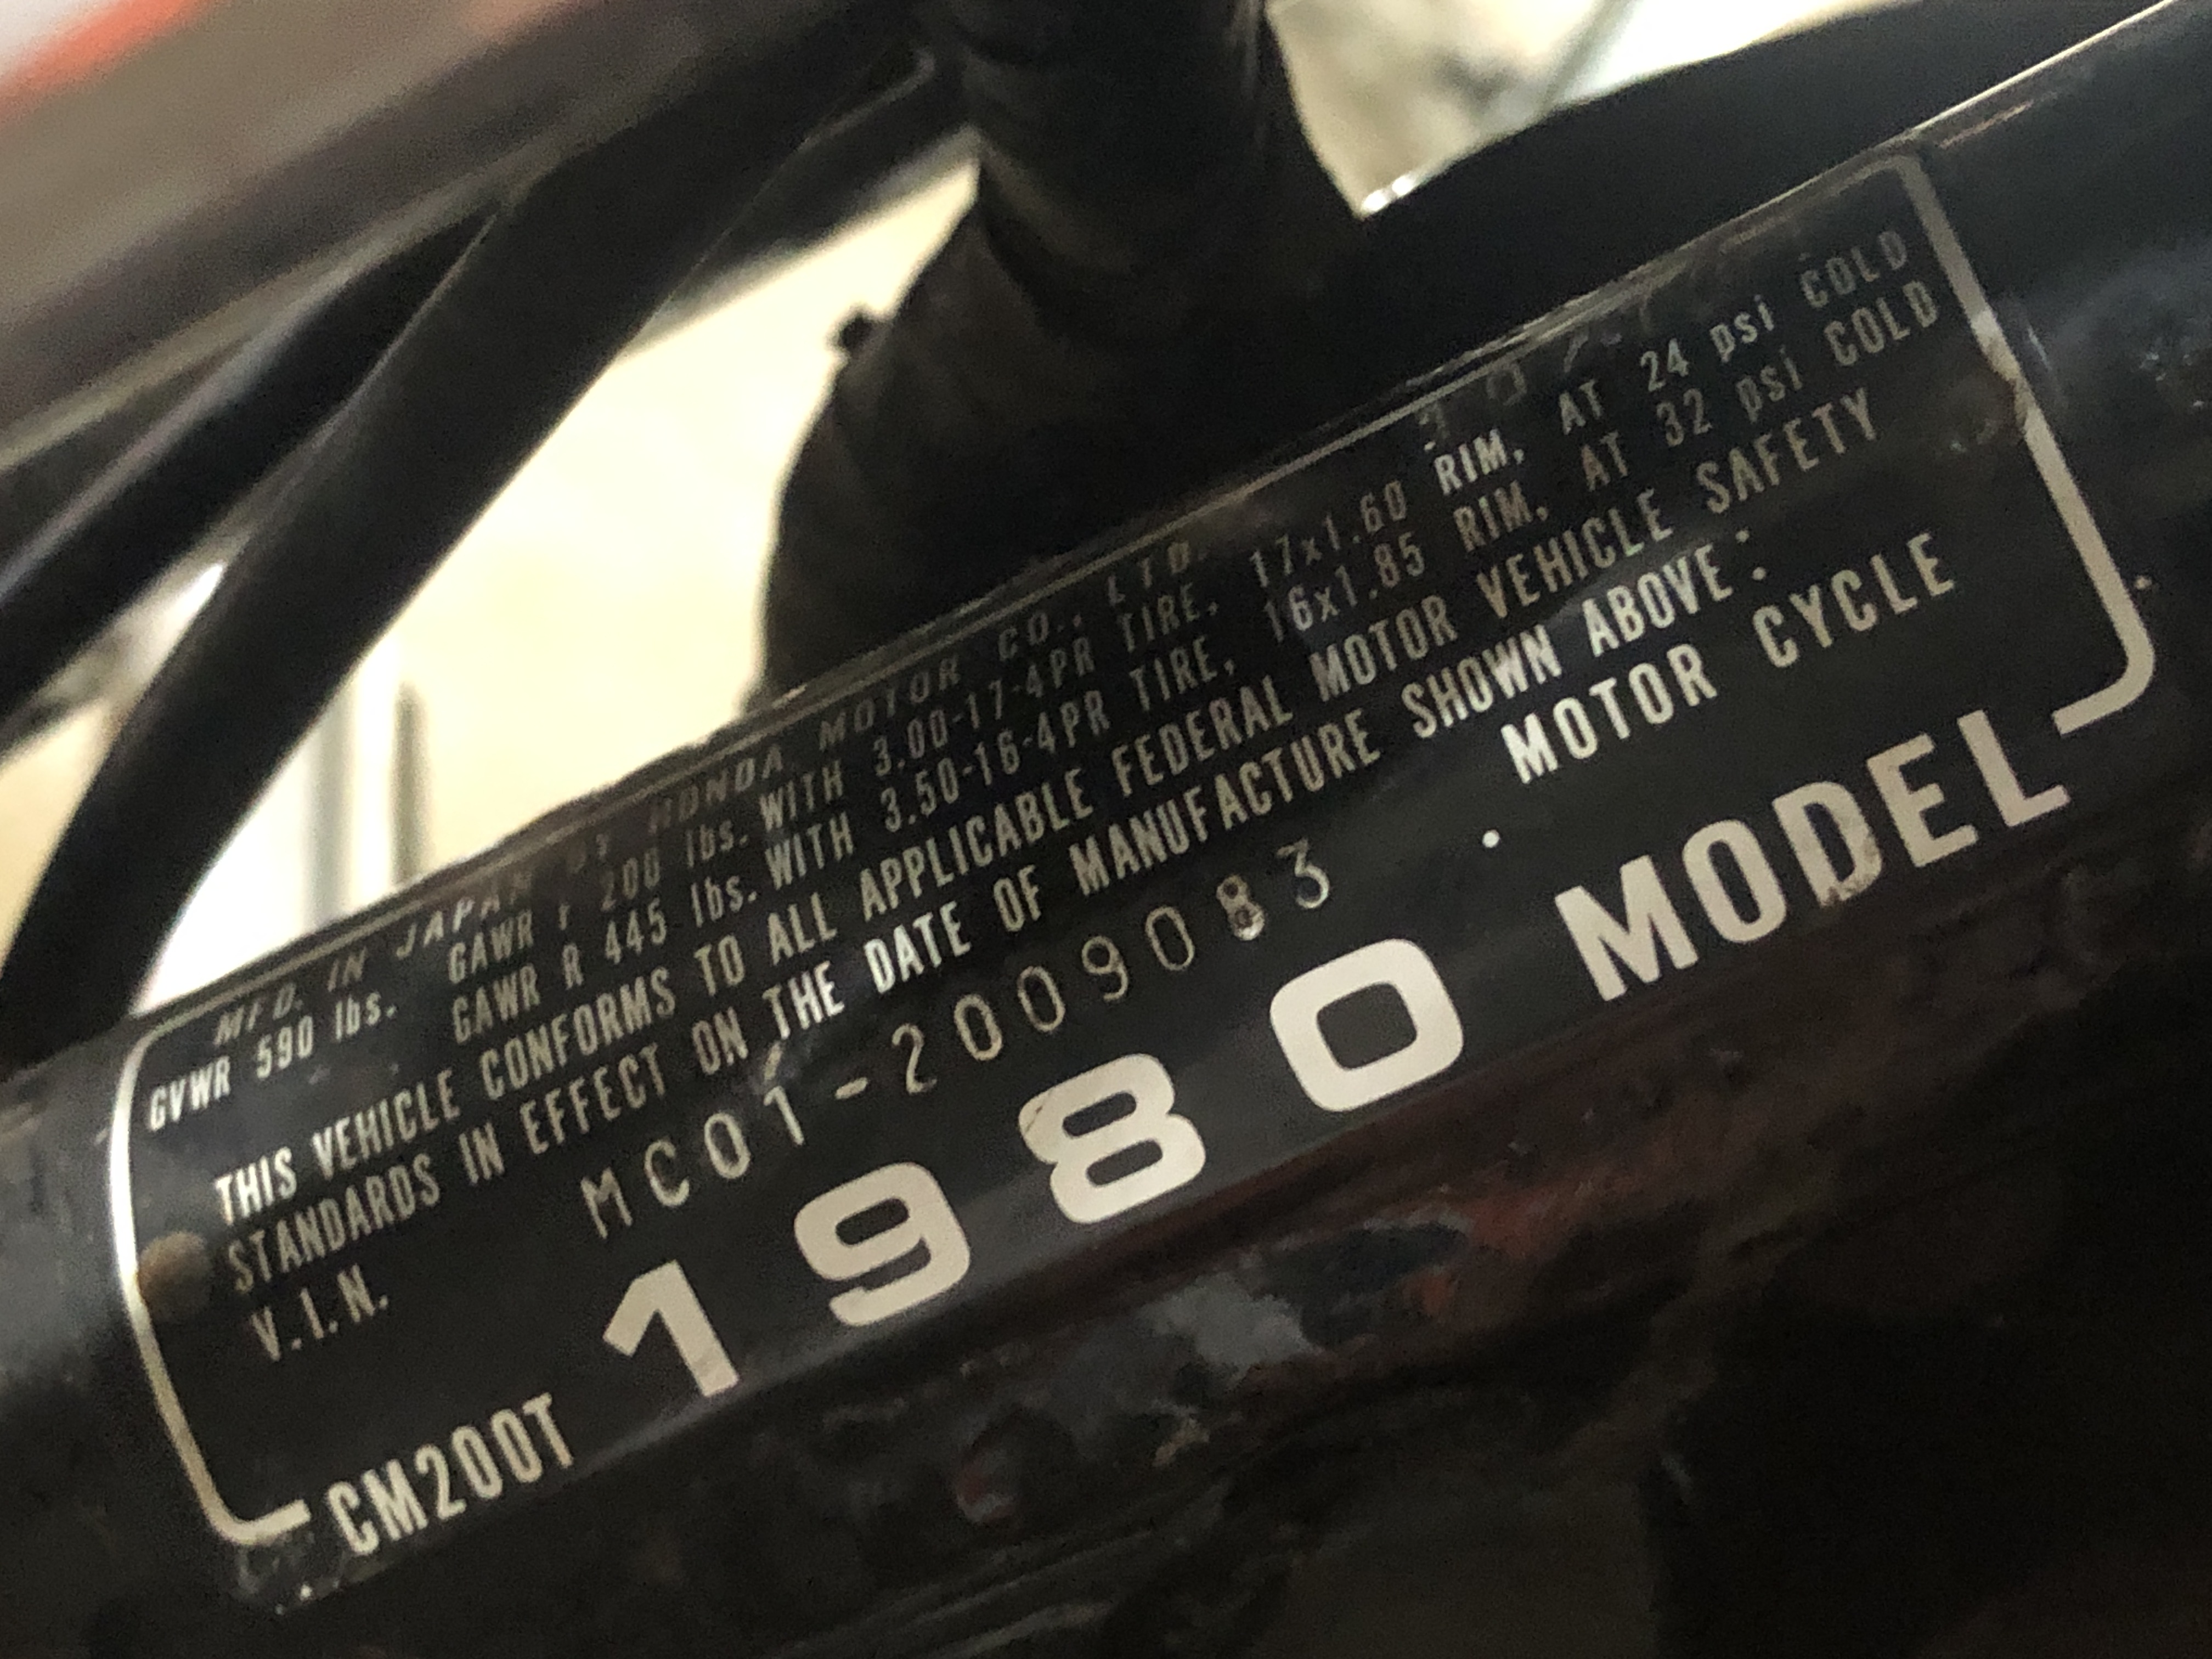 MFD. IN JAPAN BY HONDA MOTOR CO., LTD.
GVWR 590 lbs. GAWR F 200 lbs. WITH 3.00-17-4PR TIRE, 17x1.60 RIM, AT 24 psi COLD
GAWR R 445 lbs. WITH 3.50-16-4PR TIRE, 16x1.85 RIM, AT 32 psi COLD
THIS VEHICLE CONFORMS TO ALL APPLICABLE FEDERAL MOTOR VEHICLE SAFETY
STANDARDS IN EFFECT ON THE DATE OF MANUFACTURE SHOWN ABOVE:
V.I.N. MC01-2009083 MOTOR CYCLE
CM200T 1980 MODEL